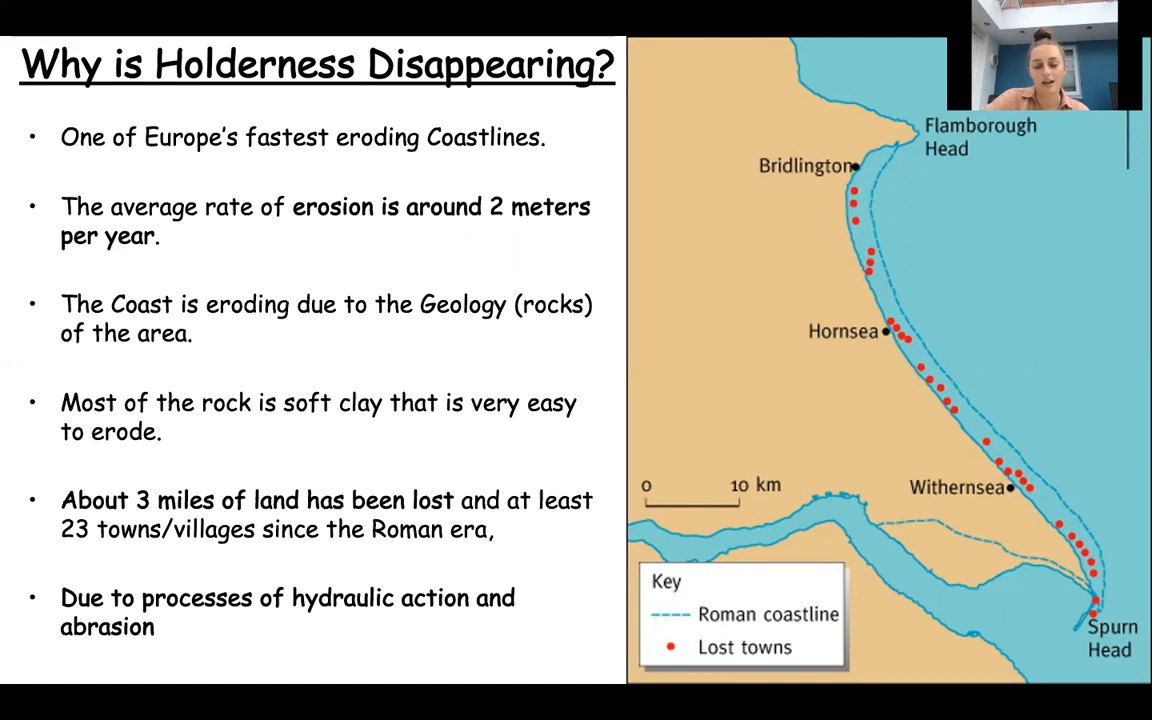 Why is Holderness Disappearing?
• One of Europe's fastest eroding Coastlines.
• The average rate of erosion is around 2 meters
per year.
• The Coast is eroding due to the Geology (rocks)
of the area.
• Most of the rock is soft clay that is very easy
to erode.
• About 3 miles of land has been lost and at least
23 towns/villages since the Roman era,
• Due to processes of hydraulic action and
abrasion
Flamborough
Head
Bridlington
Hornsea
Withernsea
0 10 km
Key
Roman coastline
Lost towns
Spurn
Head